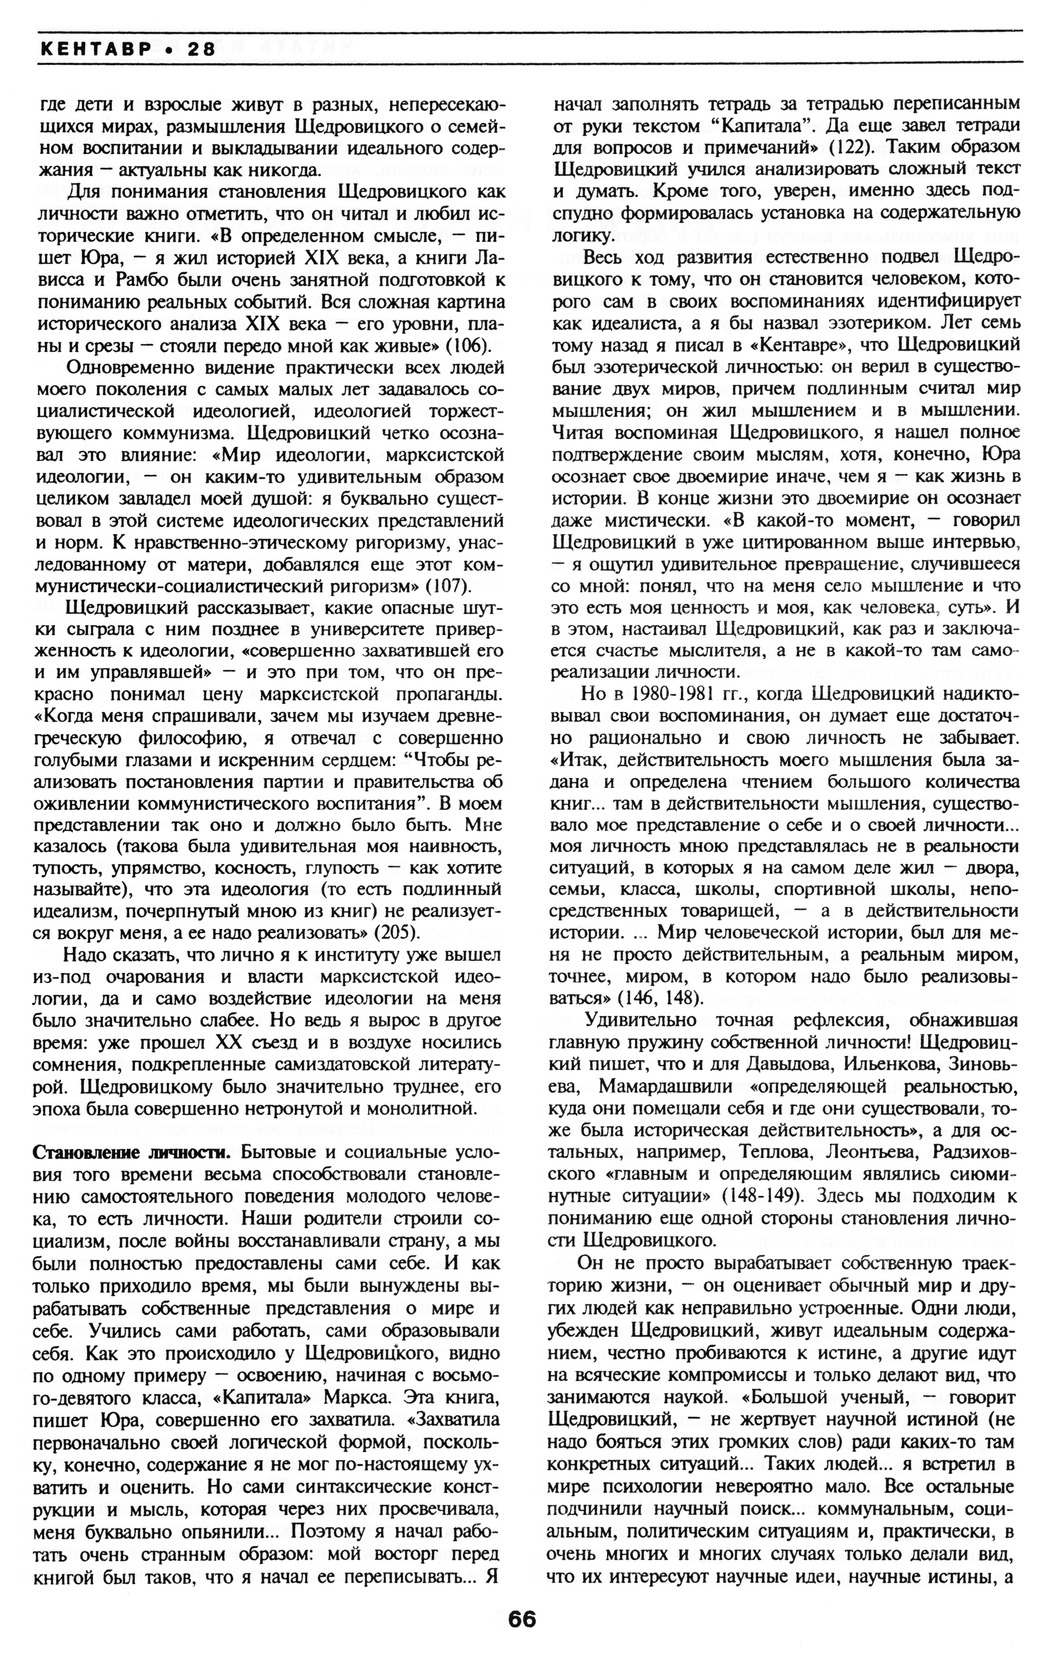 КЕНТАВР • 28
где дети и взрослые живут в разных, непересекаю-
щихся мирах, размышления Щедровицкого о семей-
ном воспитании и выкладывании идеального содер-
жания — актуальны как никогда.
Для понимания становления Щедровицкого как
личности важно отметить, что он читал и любил ис-
торические книги. «В определенном смысле, — пи-
шет Юра, — я жил историей XIX века, а книги Ла-
висса и Рамбо были очень занятной подготовкой к
пониманию реальных событий. Вся сложная картина
исторического анализа XIX века — его уровни, пла-
ны и срезы — стояли передо мной как живые» (106).
Одновременно видение практически всех людей
моего поколения с самых малых лет задавалось со-
циалистической идеологией, идеологией торжест-
вующего коммунизма. Щедровицкий четко осозна-
вал это влияние: «Мир идеологии, марксистской
идеологии, — он каким-то удивительным образом
целиком завладел моей душой: я буквально сущест-
вовал в этой системе идеологических представлений
и норм. К нравственно-этическому ригоризму, унас-
ледованному от матери, добавлялся еще этот ком-
мунистически-социалистический ригоризм» (107).
Щедровицкий рассказывает, какие опасные шут-
ки сыграла с ним позднее в университете привер-
женность к идеологии, «совершенно захватившей его
и им управлявшей» — и это при том, что он пре-
красно понимал цену марксистской пропаганды.
«Когда меня спрашивали, зачем мы изучаем древне-
греческую философию, я отвечал с совершенно
голубыми глазами и искренним сердцем: “Чтобы ре-
ализовать постановления партии и правительства об
оживлении коммунистического воспитания”. В моем
представлении так оно и должно было быть. Мне
казалось (такова была удивительная моя наивность,
тупость, упрямство, косность, глупость — как хотите
называйте), что эта идеология (то есть подлинный
идеализм, почерпнутый мною из книг) не реализует-
ся вокруг меня, а ее надо реализовать» (205).
Надо сказать, что лично я к институту уже вышел
из-под очарования и власти марксистской идео-
логии, да и само воздействие идеологии на меня
было значительно слабее. Но ведь я вырос в другое
время: уже прошел XX съезд и в воздухе носились
сомнения, подкрепленные самиздатовской литерату-
рой. Щедровицкому было значительно труднее, его
эпоха была совершенно нетронутой и монолитной.
Становление личности. Бытовые и социальные усло-
вия того времени весьма способствовали становле-
нию самостоятельного поведения молодого челове-
ка, то есть личности. Наши родители строили со-
циализм, после войны восстанавливали страну, а мы
были полностью предоставлены сами себе. И как
только приходило время, мы были вынуждены вы-
рабатывать собственные представления о мире и
себе. Учились сами работать, сами образовывали
себя. Как это происходило у Щедровицкого, видно
по одному примеру — освоению, начиная с восьмо-
го-девятого класса, «Капитала» Маркса. Эта книга,
пишет Юра, совершенно его захватила. «Захватила
первоначально своей логической формой, посколь-
ку, конечно, содержание я не мог по-настоящему ух-
ватить и оценить. Но сами синтаксические конст-
рукции и мысль, которая через них просвечивала,
меня буквально опьянили... Поэтому я начал рабо-
тать очень странным образом: мой восторг перед
книгой был таков, что я начал ее переписывать... Я
начал заполнять тетрадь за тетрадью переписанным
от руки текстом “Капитала”. Да еще завел тетради
для вопросов и примечаний» (122). Таким образом
Щедровицкий учился анализировать сложный текст
и думать. Кроме того, уверен, именно здесь под-
спудно формировалась установка на содержательную
логику.
Весь ход развития естественно подвел Щедро-
вицкого к тому, что он становится человеком, кото-
рого сам в своих воспоминаниях идентифицирует
как идеалиста, а я бы назвал эзотериком. Лет семь
тому назад я писал в «Кентавре», что Щедровицкий
был эзотерической личностью: он верил в существо-
вание двух миров, причем подлинным считал мир
мышления; он жил мышлением и в мышлении.
Читая воспоминая Щедровицкого, я нашел полное
подтверждение своим мыслям, хотя, конечно, Юра
осознает свое двоемирие иначе, чем я — как жизнь в
истории. В конце жизни это двоемирие он осознает
даже мистически. «В какой-то момент, — говорил
Щедровицкий в уже цитированном выше интервью,
— я ощутил удивительное превращение, случившееся
со мной: понял, что на меня село мышление и что
это есть моя ценность и моя, как человека, суть». И
в этом, настаивал Щедровицкий, как раз и заключа-
ется счастье мыслителя, а не в какой-то там само-
реализации личности.
Но в 1980-1981 гг., когда Щедровицкий надикто-
вывал свои воспоминания, он думает еще достаточ-
но рационально и свою личность не забывает.
«Итак, действительность моего мышления была за-
дана и определена чтением большого количества
книг... там в действительности мышления, существо-
вало мое представление о себе и о своей личности...
моя личность мною представлялась не в реальности
ситуаций, в которых я на самом деле жил — двора,
семьи, класса, школы, спортивной школы, непо-
средственных товарищей, — а в действительности
истории. ... Мир человеческой истории, был для ме-
ня не просто действительным, а реальным миром,
точнее, миром, в котором надо было реализовы-
ваться» (146, 148).
Удивительно точная рефлексия, обнажившая
главную пружину собственной личности! Щедровиц-
кий пишет, что и для Давыдова, Ильенкова, Зиновь-
ева, Мамардашвили «определяющей реальностью,
куда они помещали себя и где они существовали, то-
же была историческая действительность», а для ос-
тальных, например, Теплова, Леонтьева, Радзихов-
ского «главным и определяющим являлись сиюми-
нутные ситуации» (148-149). Здесь мы подходим к
пониманию еще одной стороны становления лично-
сти Щедровицкого.
Он не просто вырабатывает собственную траек-
торию жизни, — он оценивает обычный мир и дру-
гих людей как неправильно устроенные. Одни люди,
убежден Щедровицкий, живут идеальным содержа-
нием, честно пробиваются к истине, а другие идут
на всяческие компромиссы и только делают вид, что
занимаются наукой. «Большой ученый, — говорит
Щедровицкий, — не жертвует научной истиной (не
надо бояться этих громких слов) ради каких-то там
конкретных ситуаций... Таких людей... я встретил в
мире психологии невероятно мало. Все остальные
подчинили научный поиск... коммунальным, соци-
альным, политическим ситуациям и, практически, в
очень многих и многих случаях только делали вид,
что их интересуют научные идеи, научные истины, а
66